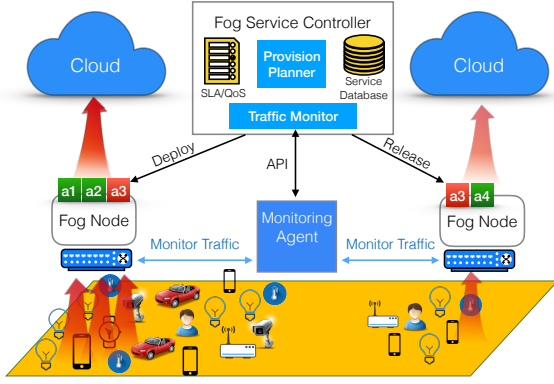 Fog Service Controller
Cloud
Cloud
Provision
Planner
SLA/QoS
Service
Database
Traffic Monitor
Deploy
API
Release
a1 a2 a3
a3 a4
Fog Node
Monitoring
Agent
Fog Node
Monitor Traffic
Monitor Traffic